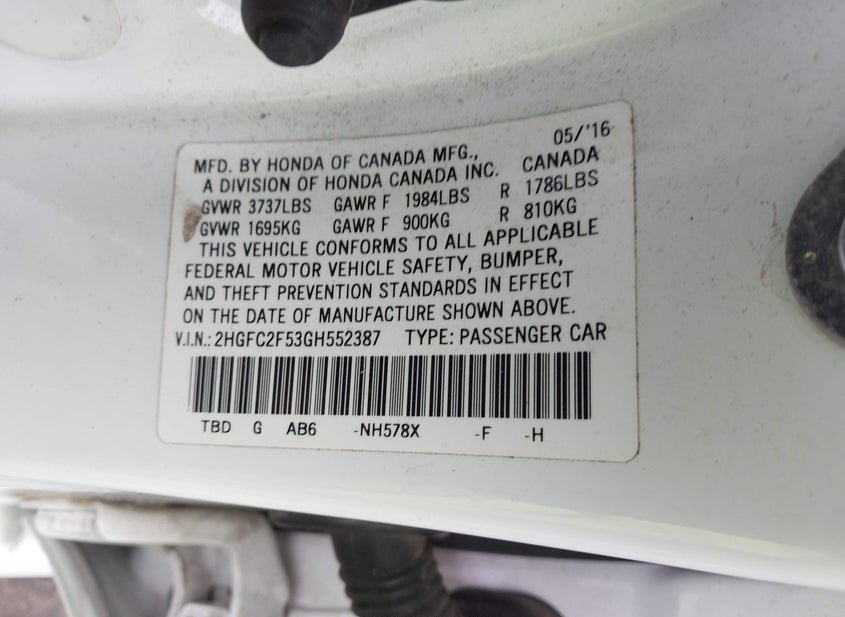 05/'16
MFD. BY HONDA OF CANADA MFG.,
A DIVISION OF HONDA CANADA INC. CANADA
GVWR 3737LBS GAWR F 1984LBS R 1786LBS
GVWR 1695KG GAWR F 900KG R 810KG
THIS VEHICLE CONFORMS TO ALL APPLICABLE
FEDERAL MOTOR VEHICLE SAFETY, BUMPER,
AND THEFT PREVENTION STANDARDS IN EFFECT
ON THE DATE OF MANUFACTURE SHOWN ABOVE.
V.I.N.: 2HGFC2F53GH552387 TYPE: PASSENGER CAR
TBD G AB6 -NH578X -F -H